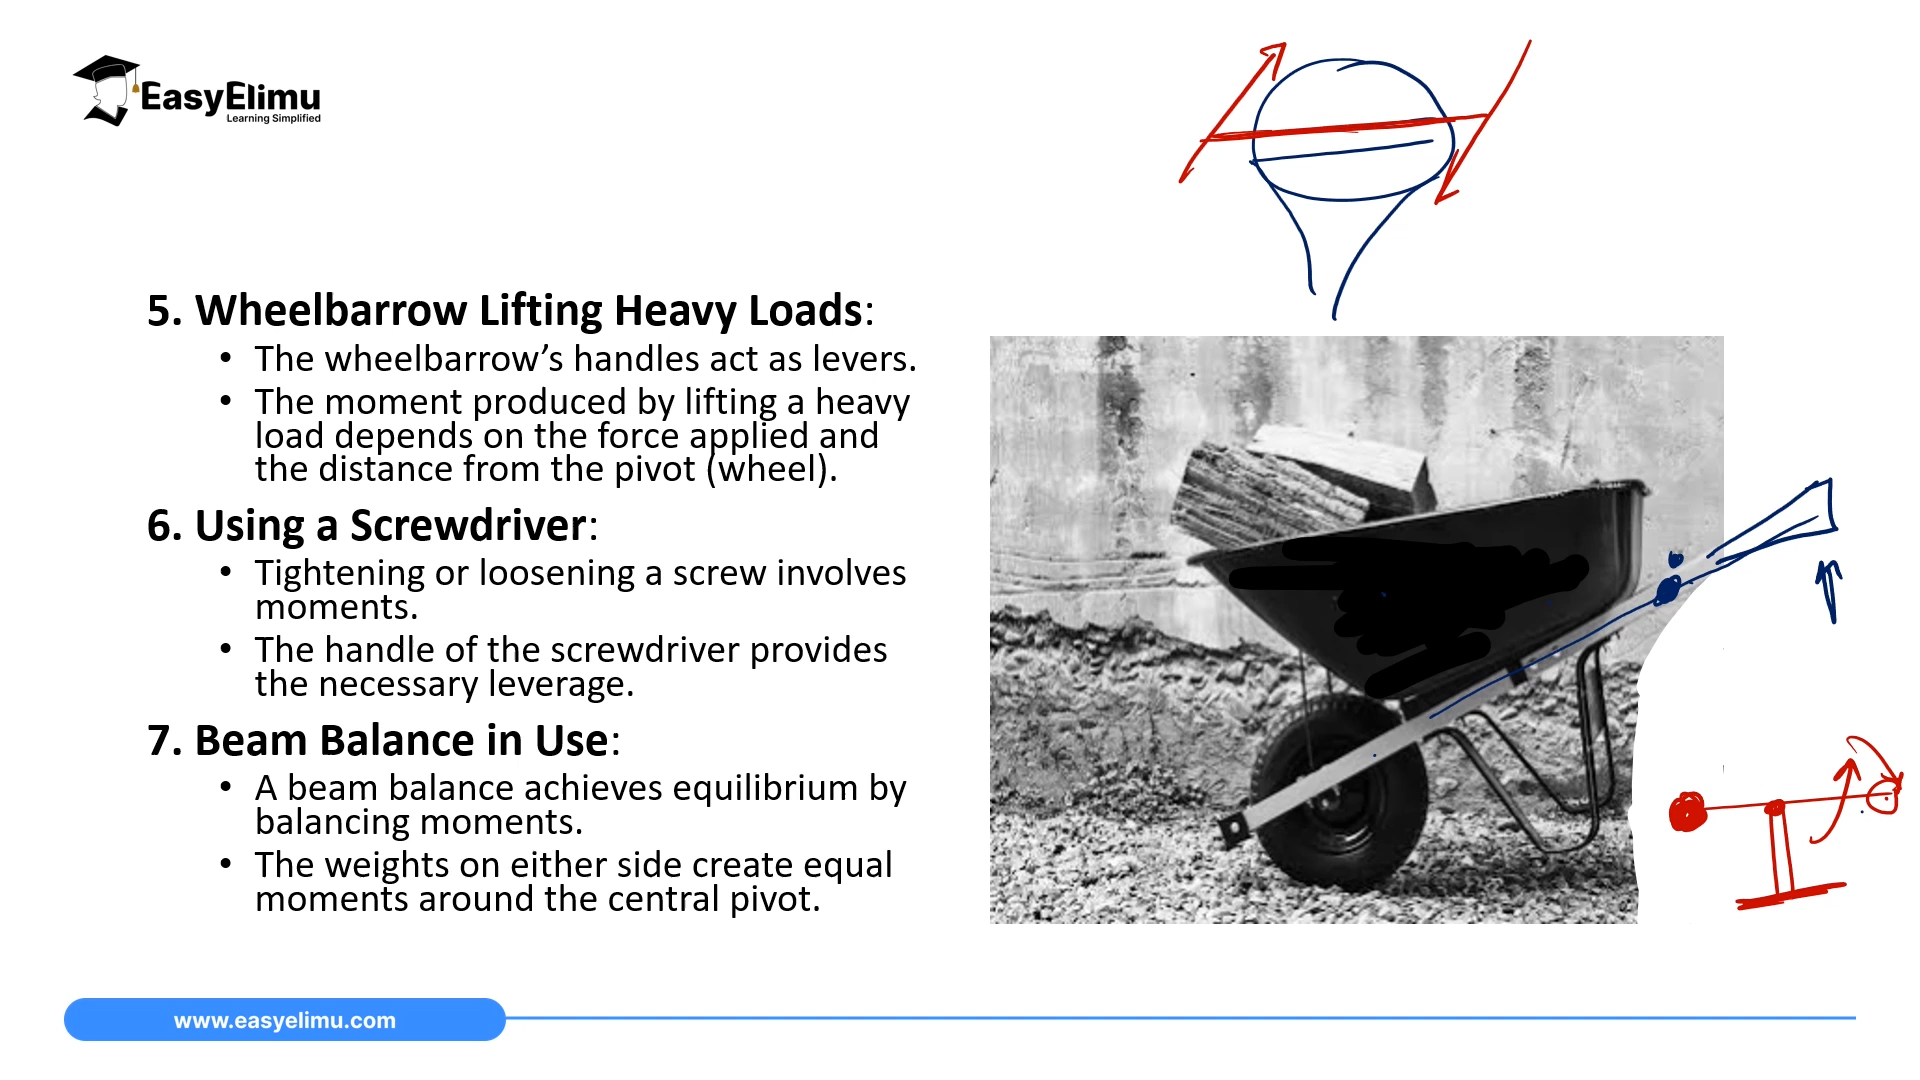 EasyElimu
Learning Simplified
5. Wheelbarrow Lifting Heavy Loads:
• The wheelbarrow’s handles act as levers.
• The moment produced by lifting a heavy
load depends on the force applied and
the distance from the pivot (wheel).
6. Using a Screwdriver:
• Tightening or loosening a screw involves
moments.
• The handle of the screwdriver provides
the necessary leverage.
7. Beam Balance in Use:
• A beam balance achieves equilibrium by
balancing moments.
• The weights on either side create equal
moments around the central pivot.
www.easyelimu.com